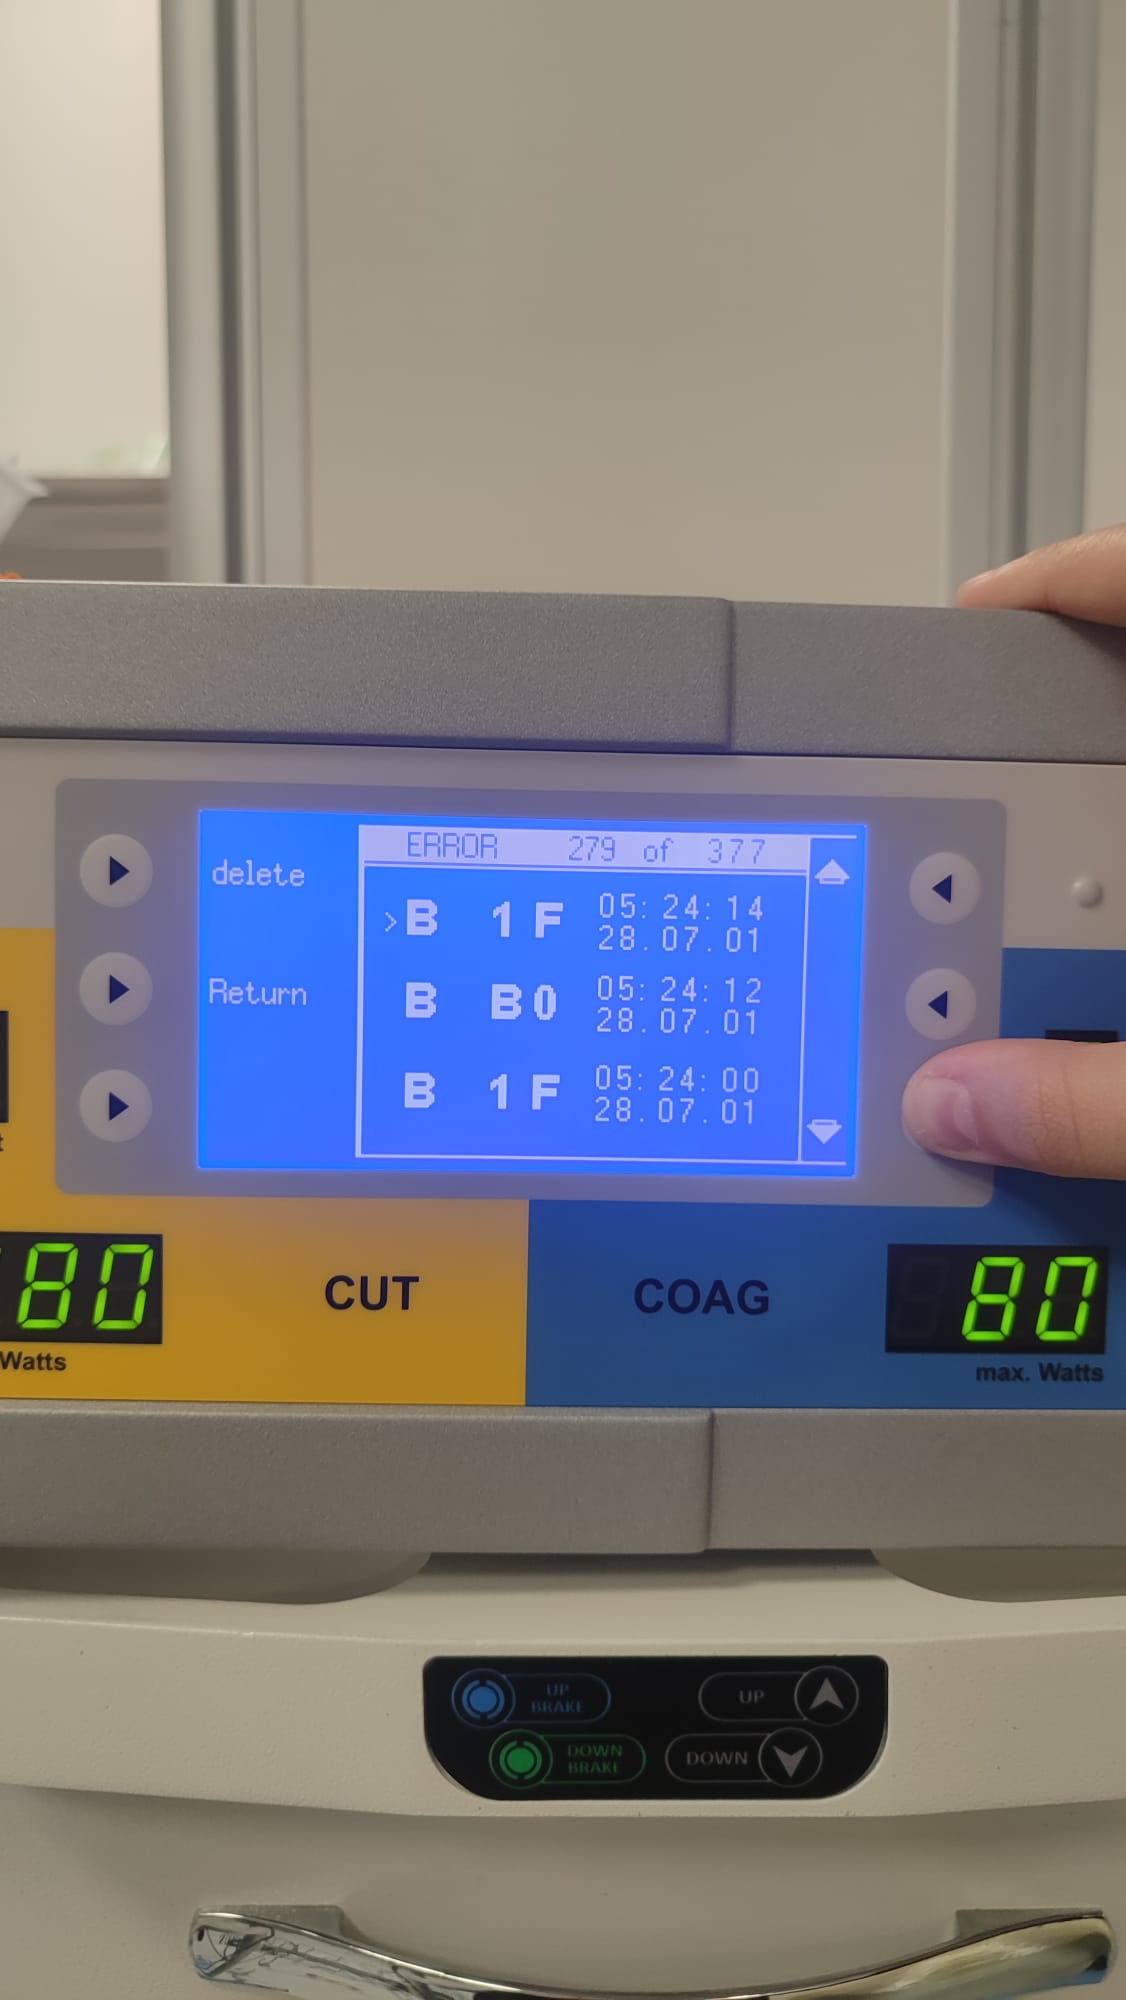 ERROR 279 of 377
delete
>B 1F 05:24:14
28.07.01
Return
B B0 05:24:12
28.07.01
B 1F 05:24:00
28.07.01
80
CUT
COAG
80
Watts
max. Watts
UP
BRAKE
UP
DOWN
BRAKE
DOWN